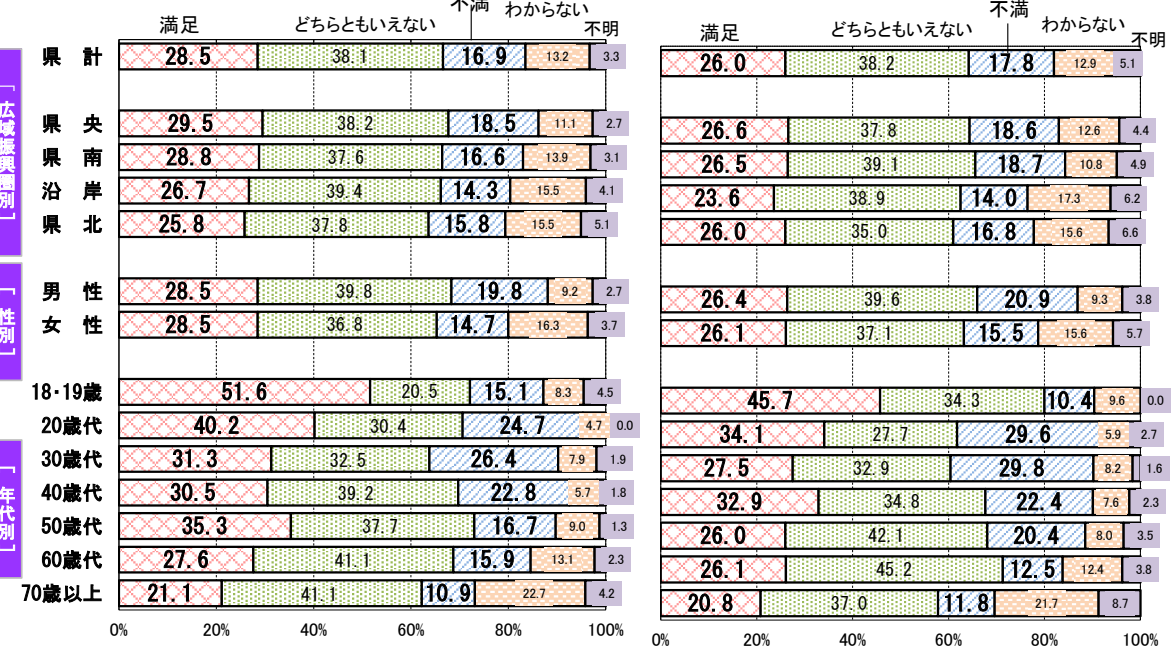 満足 どちらともいえない 不満 わからない 不明
満足 どちらともいえない 不満 わからない 不明
県 計 28.5 38.1 16.9 13.2 3.3 26.0 38.2 17.8 12.9 5.1
[広域振興圏別]
県 央 29.5 38.2 18.5 11.1 2.7 26.6 37.8 18.6 12.6 4.4
県 南 28.8 37.6 16.6 13.9 3.1 26.5 39.1 18.7 10.8 4.9
沿 岸 26.7 39.4 14.3 15.5 4.1 23.6 38.9 14.0 17.3 6.2
県 北 25.8 37.8 15.8 15.5 5.1 26.0 35.0 16.8 15.6 6.6
[性別]
男 性 28.5 39.8 19.8 9.2 2.7 26.4 39.6 20.9 9.3 3.8
女 性 28.5 36.8 14.7 16.3 3.7 26.1 37.1 15.5 15.6 5.7
[年代別]
18・19歳 51.6 20.5 15.1 8.3 4.5 45.7 34.3 10.4 9.6 0.0
20歳代 40.2 30.4 24.7 4.7 0.0 34.1 27.7 29.6 5.9 2.7
30歳代 31.3 32.5 26.4 7.9 1.9 27.5 32.9 29.8 8.2 1.6
40歳代 30.5 39.2 22.8 5.7 1.8 32.9 34.8 22.4 7.6 2.3
50歳代 35.3 37.7 16.7 9.0 1.3 26.0 42.1 20.4 8.0 3.5
60歳代 27.6 41.1 15.9 13.1 2.3 26.1 45.2 12.5 12.4 3.8
70歳以上 21.1 41.1 10.9 22.7 4.2 20.8 37.0 11.8 21.7 8.7
0% 20% 40% 60% 80% 100% 0% 20% 40% 60% 80% 100%